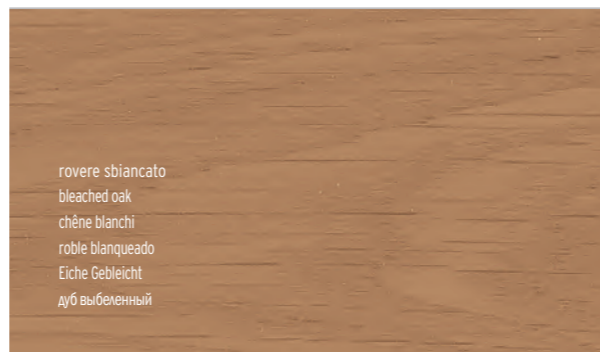 rovere sbiancato
bleached oak
chêne blanchi
roble blanqueado
Eiche Gebleicht
дуб выбеленный